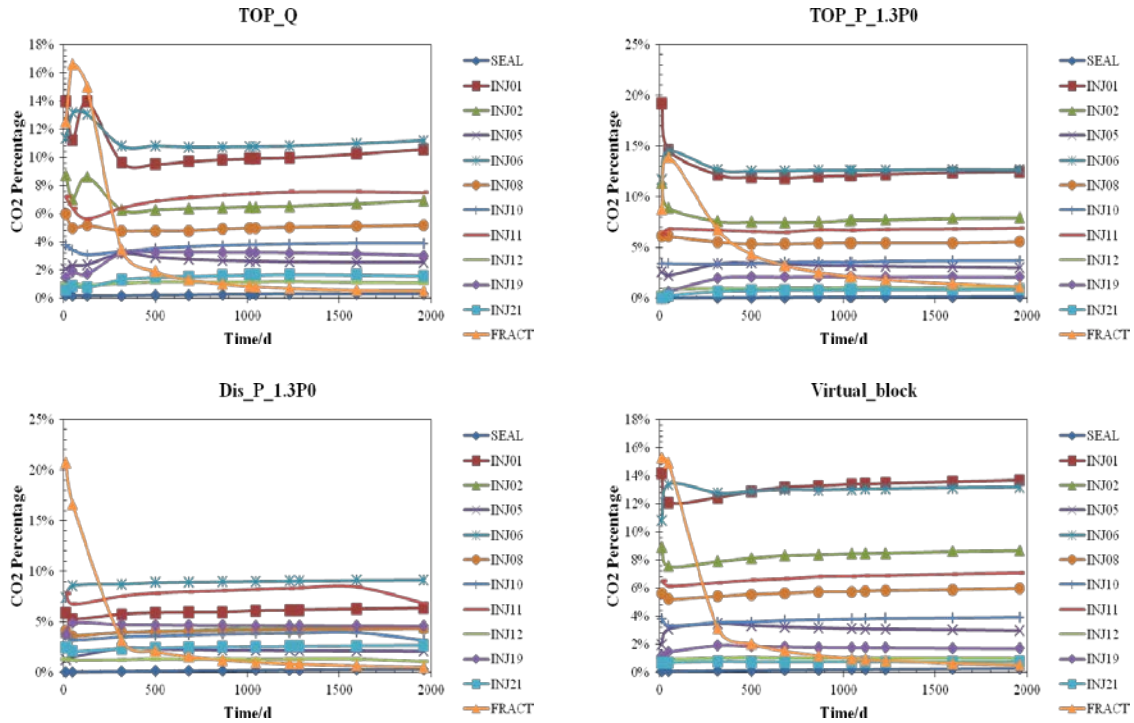 TOP_Q
18%
16%
14%
12%
10%
8%
6%
4%
2%
0%
CO2 Percentage
0 500 1000 1500 2000
Time/d
SEAL
INJ01
INJ02
INJ05
INJ06
INJ08
INJ10
INJ11
INJ12
INJ19
INJ21
FRACT
TOP_P_1.3P0
25%
20%
15%
10%
5%
0%
CO2 Percentage
0 500 1000 1500 2000
Time/d
SEAL
INJ01
INJ02
INJ05
INJ06
INJ08
INJ10
INJ11
INJ12
INJ19
INJ21
FRACT
Dis_P_1.3P0
25%
20%
15%
10%
5%
0%
CO2 Percentage
0 500 1000 1500 2000
Time/d
SEAL
INJ01
INJ02
INJ05
INJ06
INJ08
INJ10
INJ11
INJ12
INJ19
INJ21
FRACT
Virtual_block
18%
16%
14%
12%
10%
8%
6%
4%
2%
0%
CO2 Percentage
0 500 1000 1500 2000
Time/d
SEAL
INJ01
INJ02
INJ05
INJ06
INJ08
INJ10
INJ11
INJ12
INJ19
INJ21
FRACT